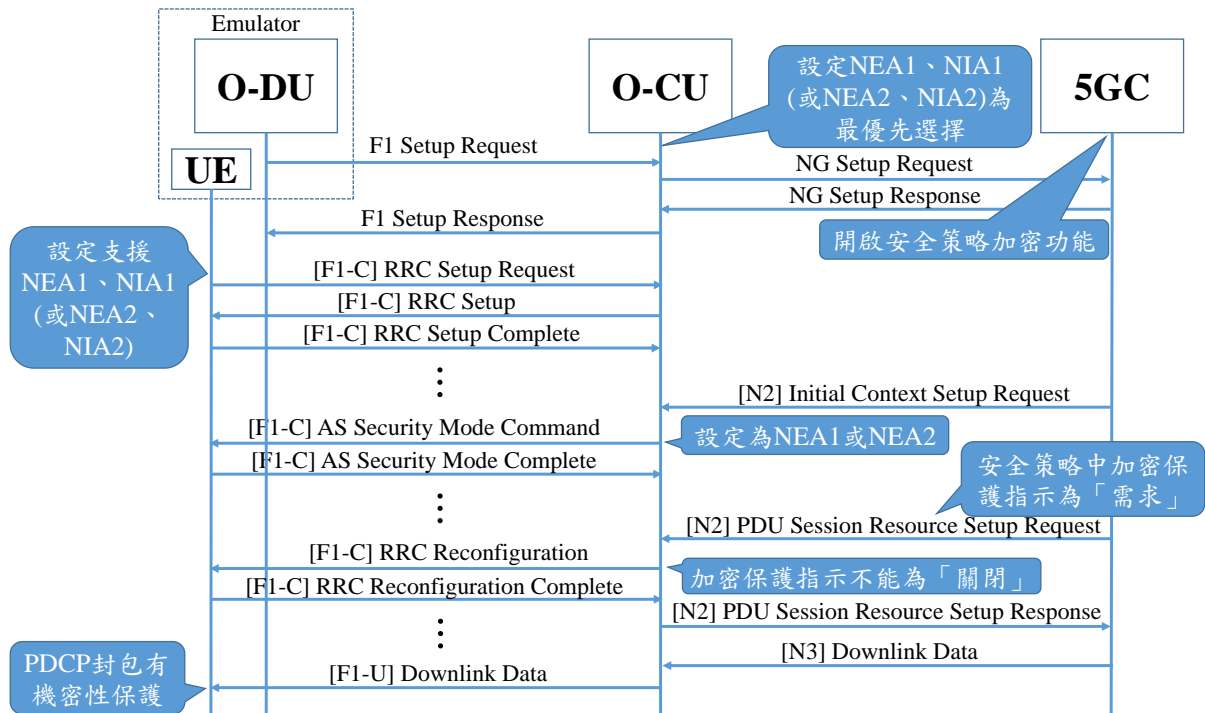 Emulator
O-DU
O-CU
5GC
UE
設定NEA1、NIA1
(或NEA2、NIA2)為
最優先選擇
F1 Setup Request
NG Setup Request
NG Setup Response
F1 Setup Response
開啟安全策略加密功能
設定支援
NEA1、NIA1
(或NEA2、
NIA2)
[F1-C] RRC Setup Request
[F1-C] RRC Setup
[F1-C] RRC Setup Complete
[N2] Initial Context Setup Request
[F1-C] AS Security Mode Command
設定為NEA1或NEA2
[F1-C] AS Security Mode Complete
安全策略中加密保
護指示為「需求」
[N2] PDU Session Resource Setup Request
[F1-C] RRC Reconfiguration
加密保護指示不能為「關閉」
[F1-C] RRC Reconfiguration Complete
[N2] PDU Session Resource Setup Response
[N3] Downlink Data
PDCP封包有
機密性保護
[F1-U] Downlink Data